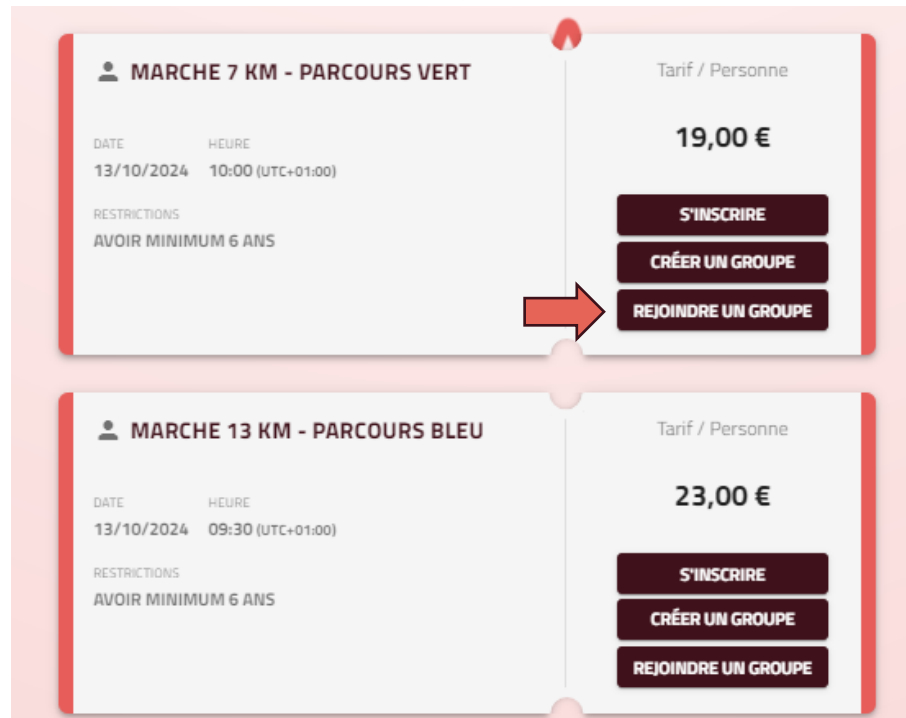 MARCHE 7 KM - PARCOURS VERT
Tarif / Personne
19,00 €
DATE HEURE
13/10/2024 10:00 (UTC+01:00)
RESTRICTIONS
AVOIR MINIMUM 6 ANS
S'INSCRIRE
CRÉER UN GROUPE
REJOINDRE UN GROUPE
MARCHE 13 KM - PARCOURS BLEU
Tarif / Personne
23,00 €
DATE HEURE
13/10/2024 09:30 (UTC+01:00)
RESTRICTIONS
AVOIR MINIMUM 6 ANS
S'INSCRIRE
CRÉER UN GROUPE
REJOINDRE UN GROUPE